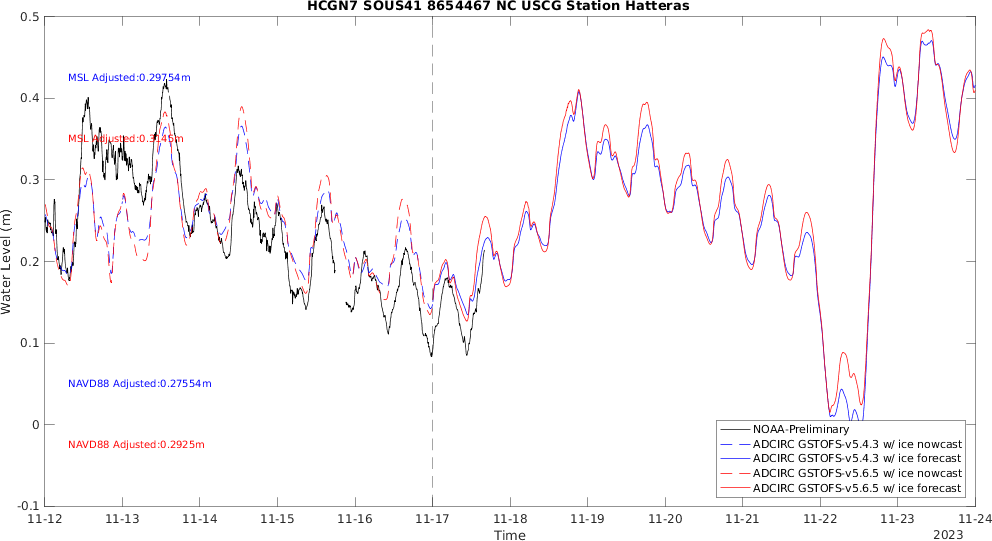 HCGN7 SOUS41 8654467 NC USCG Station Hatteras
0.5
0.4
0.3
0.2
0.1
0
-0.1
Water Level (m)
MSL Adjusted:0.29754m
MSL Adjusted:0.3145m
NAVD88 Adjusted:0.27554m
NAVD88 Adjusted:0.2925m
NOAA-Preliminary
ADCIRC GSTOFS-v5.4.3 w/ ice nowcast
ADCIRC GSTOFS-v5.4.3 w/ ice forecast
ADCIRC GSTOFS-v5.6.5 w/ ice nowcast
ADCIRC GSTOFS-v5.6.5 w/ ice forecast
11-12 11-13 11-14 11-15 11-16 11-17 11-18 11-19 11-20 11-21 11-22 11-23 11-24
Time
2023